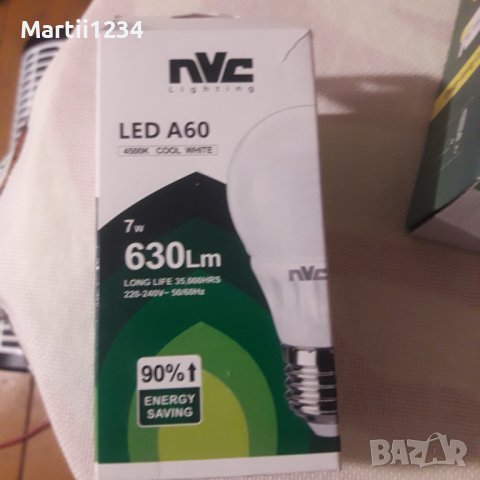 Martii1234
nvc
Lighting
LED A60
4500K COOL WHITE
7w
630Lm
LONG LIFE 35,000HRS
220-240V~ 50/60Hz
nvc
90%↑
ENERGY
SAVING
BAZAR